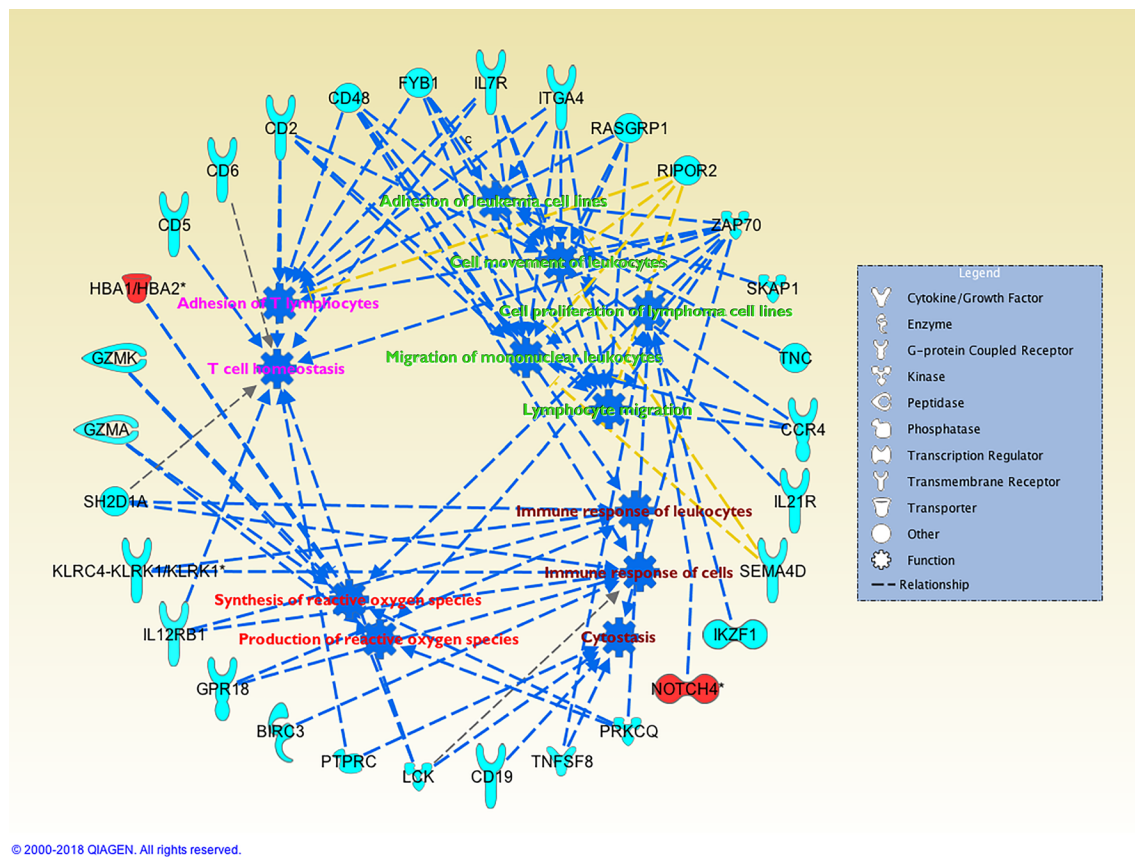 FYB1
IL7R
CD48
ITGA4
CD2
RASGRP1
c
CD6
RIPOR2
Adhesion of leukemia cell lines
CD5
ZAP70
Cell movement of leukocytes
HBA1/HBA2*
SKAP1
Adhesion of T lymphocytes
Cell proliferation of lymphoma cell lines
GZMK
Migration of mononuclear leukocytes
TNC
T cell homeostasis
Lymphocyte migration
GZMA
CCR4
SH2D1A
IL21R
Immune response of leukocytes
KLRC4-KLRK1/KLRK1*
Immune response of cells
SEMA4D
Synthesis of reactive oxygen species
IL12RB1
Production of reactive oxygen species
Cytostasis
IKZF1
GPR18
NOTCH4*
BIRC3
PRKCQ
PTPRC
TNFSF8
LCK
CD19
Legend
Cytokine/Growth Factor
Enzyme
G-protein Coupled Receptor
Kinase
Peptidase
Phosphatase
Transcription Regulator
Transmembrane Receptor
Transporter
Other
Function
Relationship
© 2000-2018 QIAGEN. All rights reserved.